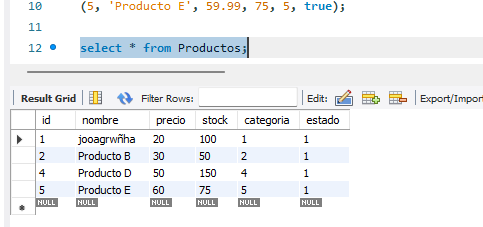 10 (5, 'Producto E', 59.99, 75, 5, true);
11
12 select * from Productos;
Result Grid Filter Rows: Edit: Export/Import
id nombre precio stock categoria estado
1 jooagrwñha 20 100 1 1
2 Producto B 30 50 2 1
4 Producto D 50 150 4 1
5 Producto E 60 75 5 1
NULL NULL NULL NULL NULL NULL